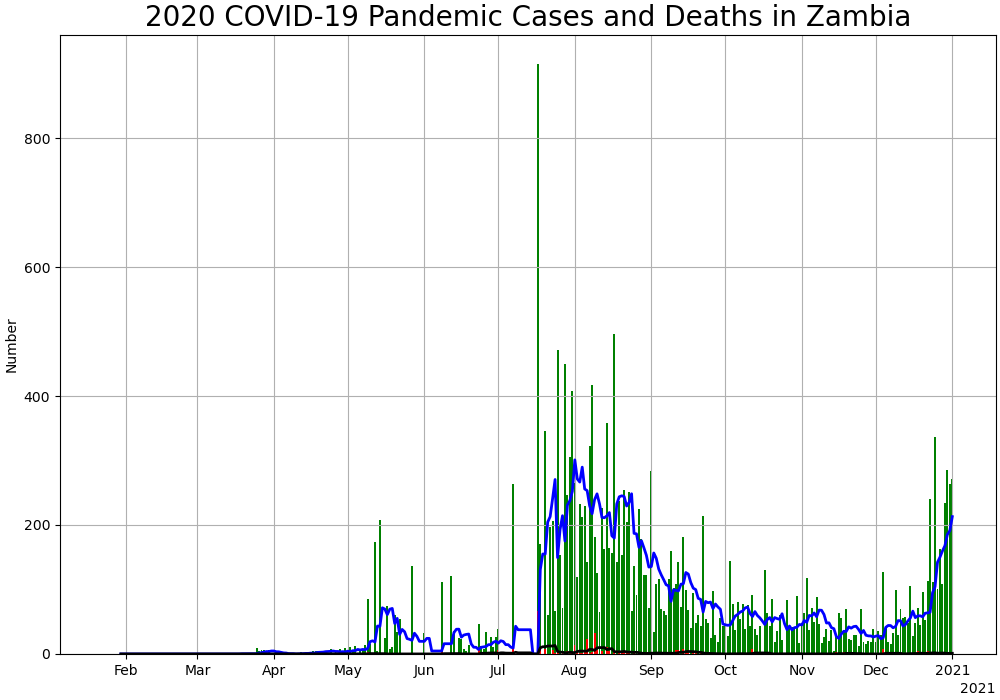 2020 COVID-19 Pandemic Cases and Deaths in Zambia
Number
800
600
400
200
0
Feb Mar Apr May Jun Jul Aug Sep Oct Nov Dec 2021
2021